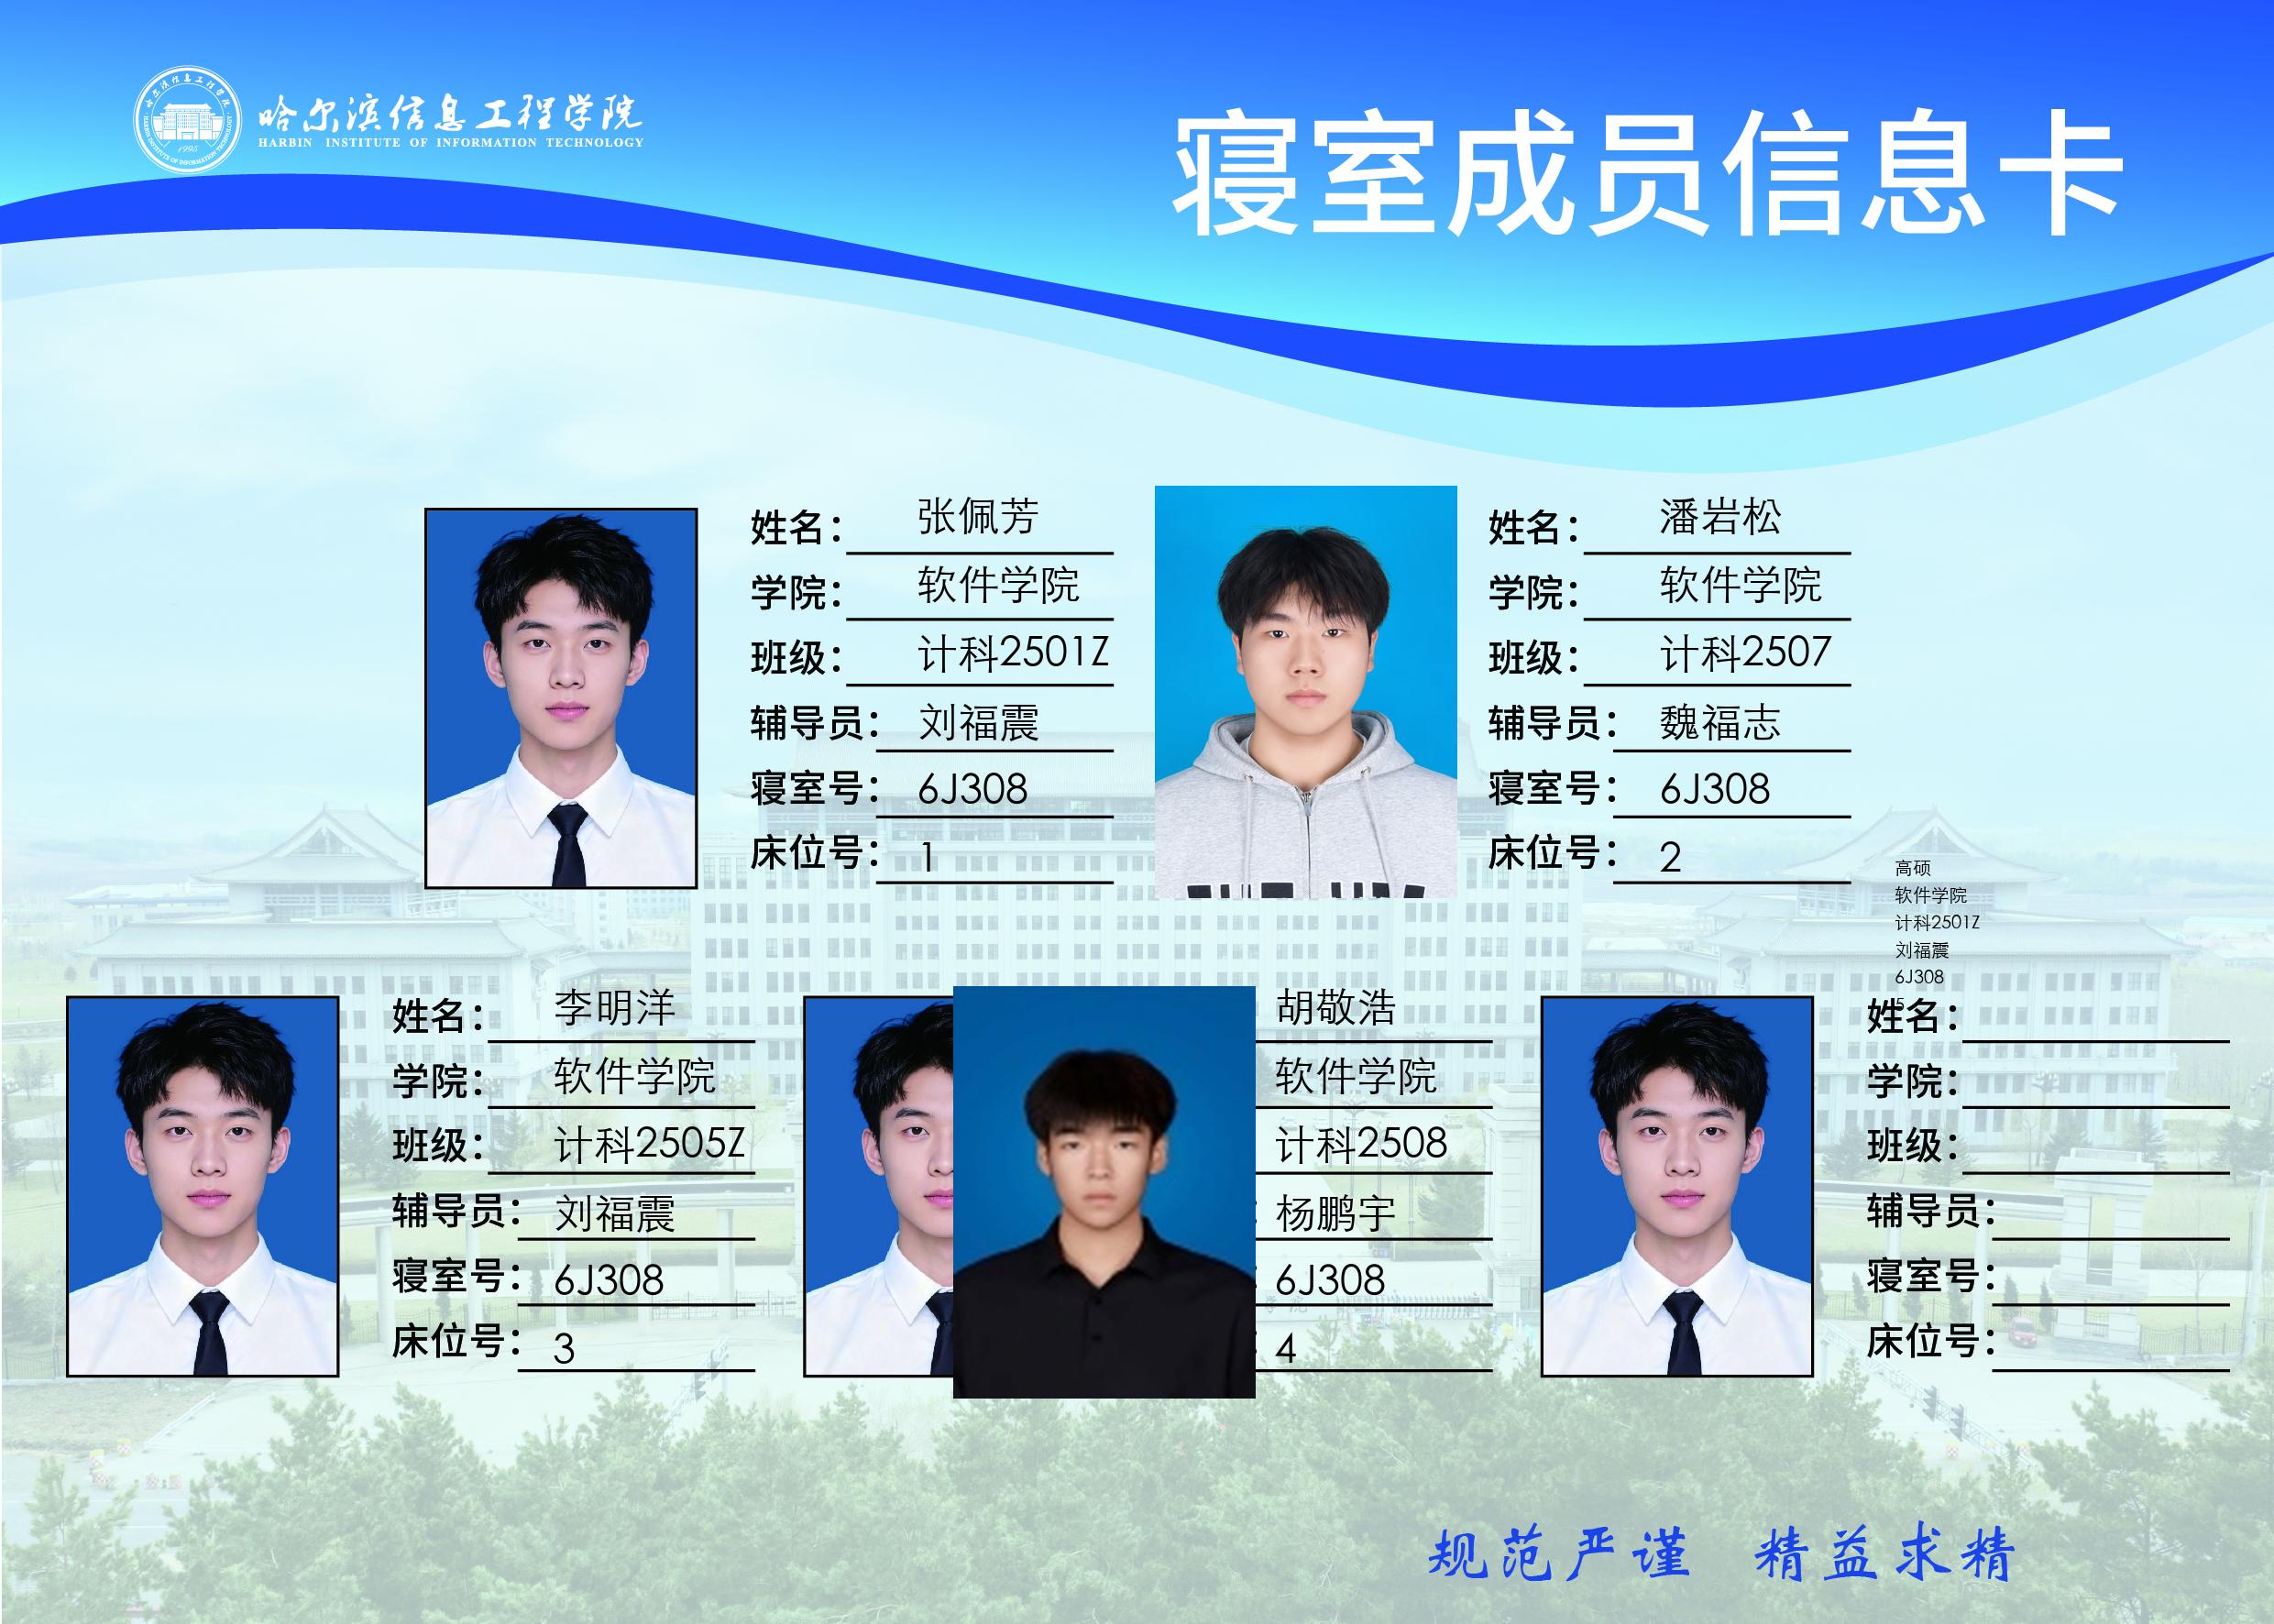 哈尔滨信息工程学院
HARBIN INSTITUTE OF INFORMATION TECHNOLOGY
1995
寝室成员信息卡
姓名： 张佩芳
学院： 软件学院
班级： 计科2501Z
辅导员： 刘福震
寝室号： 6J308
床位号： 1
姓名： 潘岩松
学院： 软件学院
班级： 计科2507
辅导员： 魏福志
寝室号： 6J308
床位号： 2
高硕
软件学院
计科2501Z
刘福震
6J308
5
姓名： 李明洋
学院： 软件学院
班级： 计科2505Z
辅导员： 刘福震
寝室号： 6J308
床位号： 3
胡敬浩
软件学院
计科2508
杨鹏宇
6J308
4
姓名：
学院：
班级：
辅导员：
寝室号：
床位号：
规范严谨 精益求精